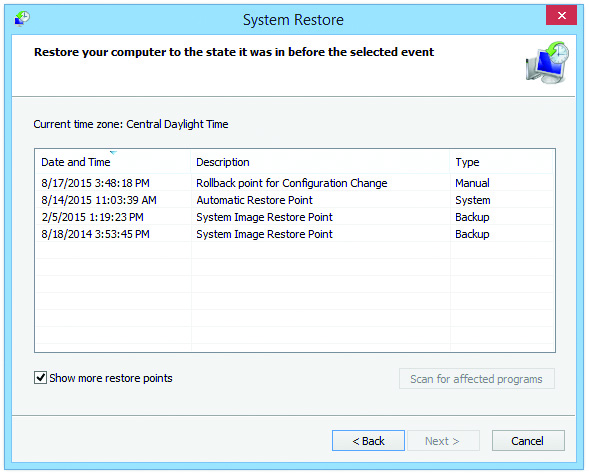 System Restore
Restore your computer to the state it was in before the selected event
Current time zone: Central Daylight Time
Date and Time Description Type
8/17/2015 3:48:18 PM Rollback point for Configuration Change Manual
8/14/2015 11:03:39 AM Automatic Restore Point System
2/5/2015 1:19:23 PM System Image Restore Point Backup
8/18/2014 3:53:45 PM System Image Restore Point Backup
Show more restore points Scan for affected programs
< Back Next > Cancel